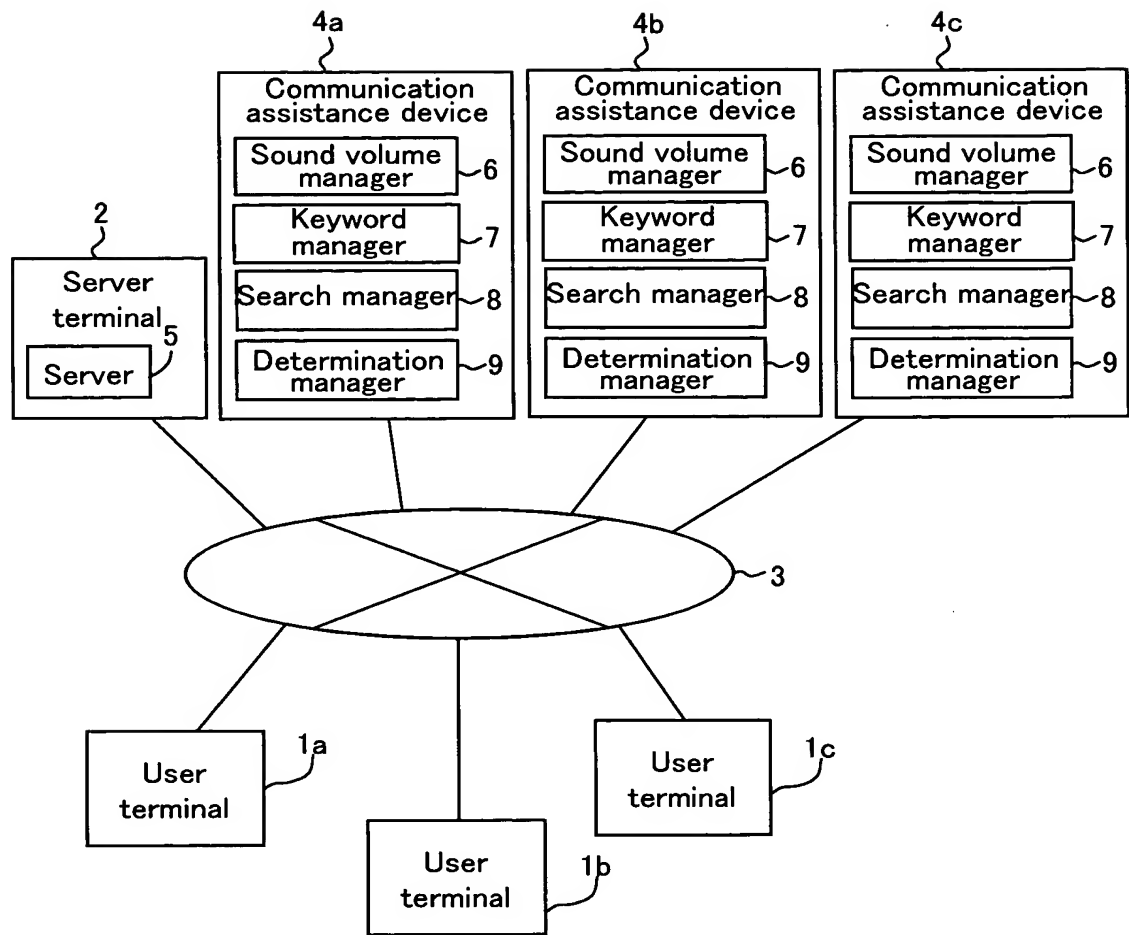 4a
4b
4c
Communication
assistance device
Sound volume
manager
6
Keyword
manager
7
Search manager
8
Determination
manager
9
Communication
assistance device
Sound volume
manager
6
Keyword
manager
7
Search manager
8
Determination
manager
9
Communication
assistance device
Sound volume
manager
6
Keyword
manager
7
Search manager
8
Determination
manager
9
2
Server
terminal
5
Server
3
User
terminal
1a
User
terminal
1b
User
terminal
1c